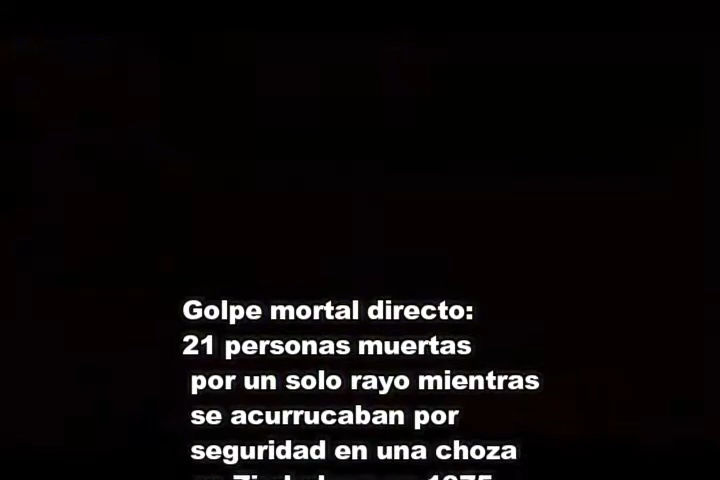 Golpe mortal directo:
21 personas muertas
por un solo rayo mientras
se acurrucaban por
seguridad en una choza